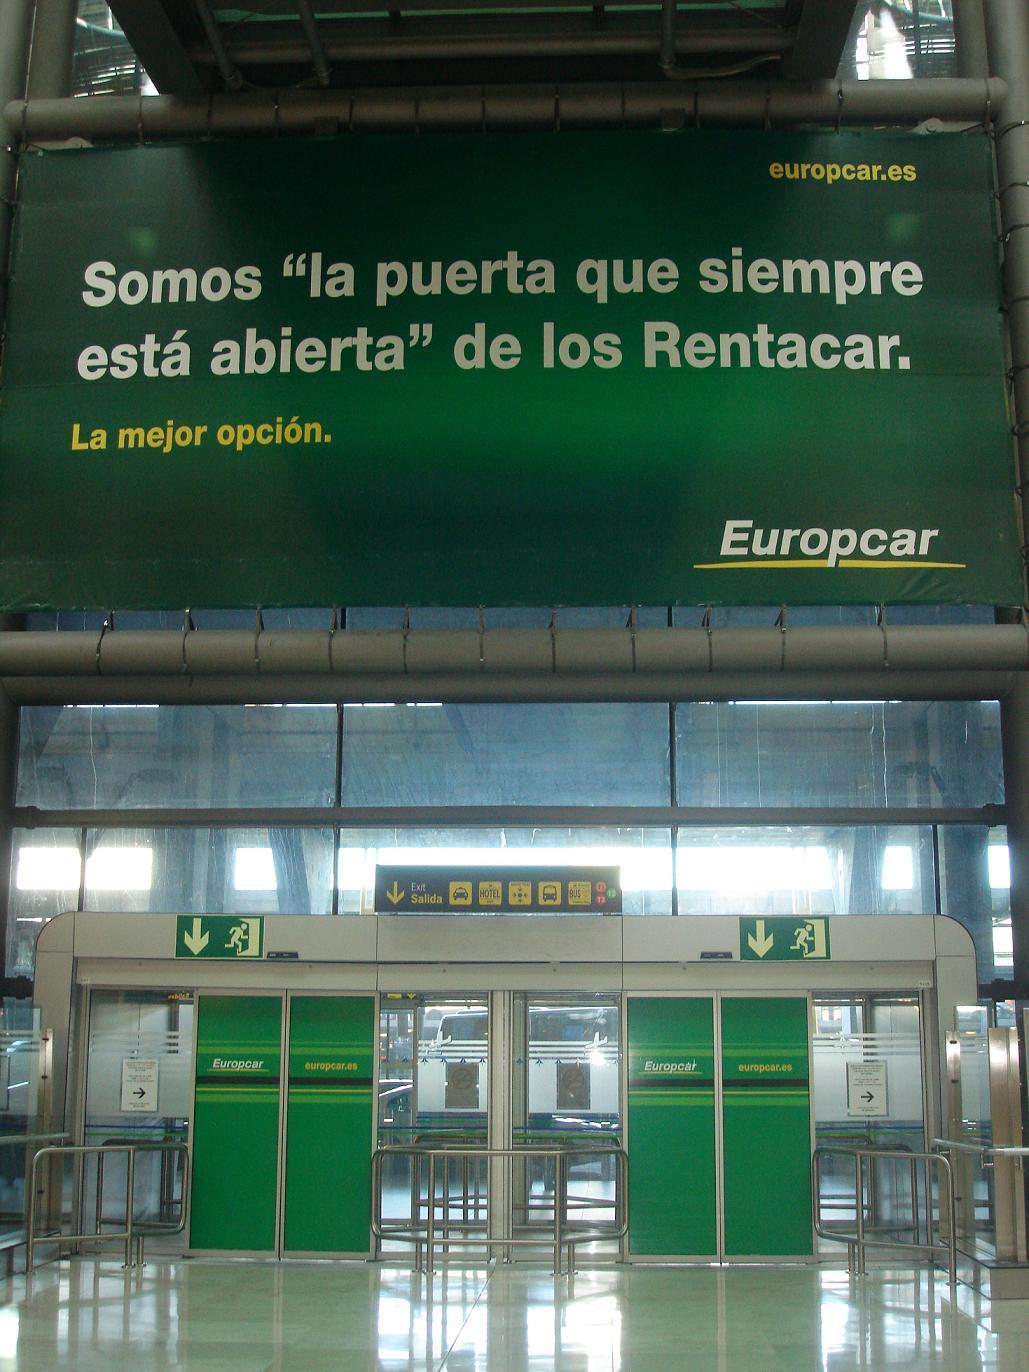 europcar.es
Somos “la puerta que siempre
está abierta” de los Rentacar.
La mejor opción.
Europcar
Exit
Salida
HOTEL
BUS
Europcar
europcar.es
Europcar
europcar.es